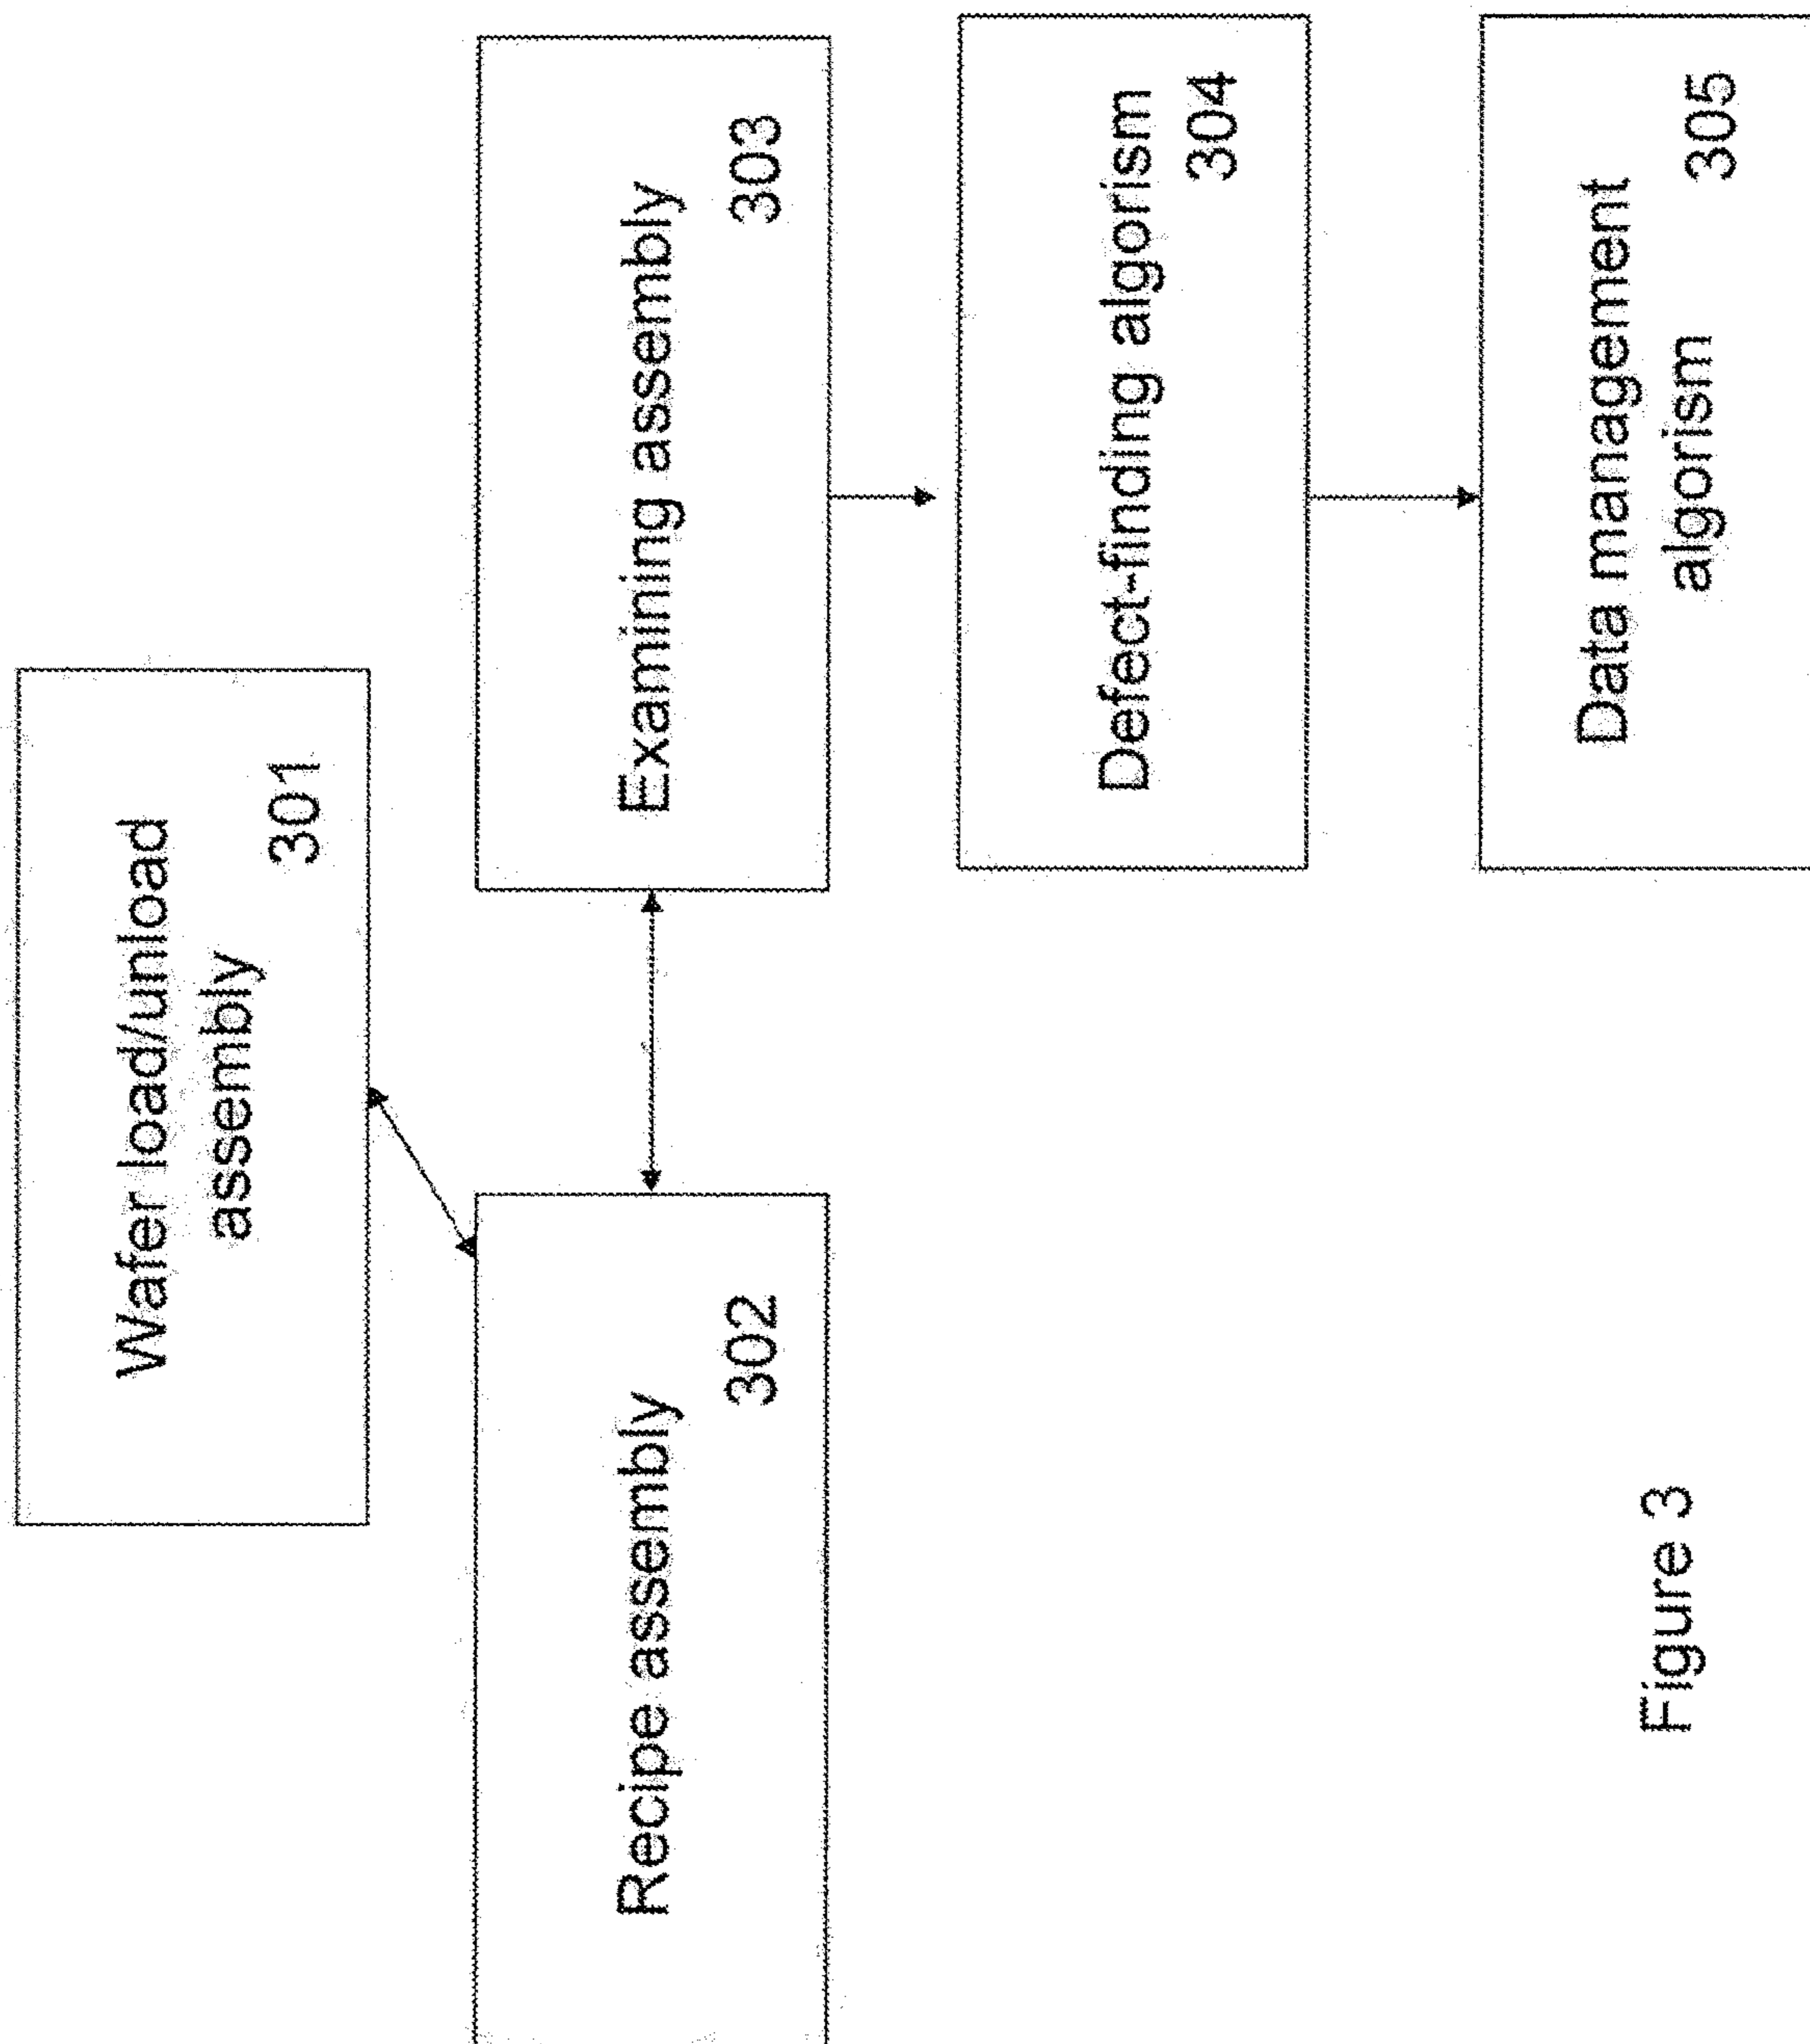 Wafer load/unload
assembly
301
Recipe assembly
302
Examining assembly
303
Defect-finding algorism
304
Data management
algorism
305
Figure 3